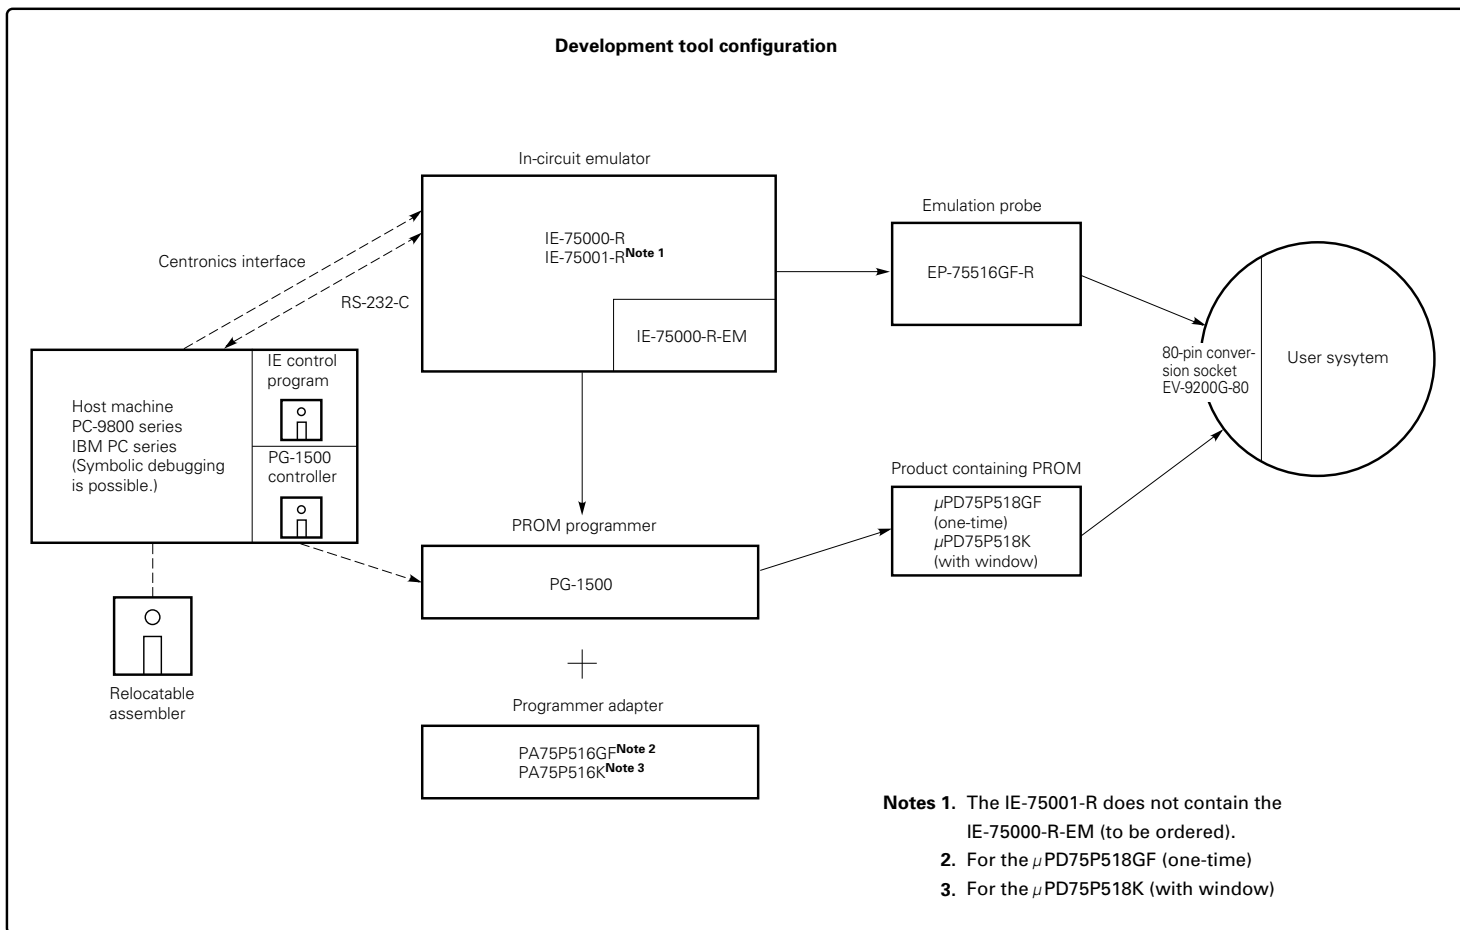 Development tool configuration
In-circuit emulator
IE-75000-R
IE-75001-RNote 1
IE-75000-R-EM
Emulation probe
EP-75516GF-R
Centronics interface
RS-232-C
80-pin conver-
sion socket
EV-9200G-80
User sysytem
Host machine
PC-9800 series
IBM PC series
(Symbolic debugging
is possible.)
IE control
program
PG-1500
controller
Relocatable
assembler
PROM programmer
PG-1500
Product containing PROM
μPD75P518GF
(one-time)
μPD75P518K
(with window)
Programmer adapter
PA75P516GFNote 2
PA75P516KNote 3
Notes 1. The IE-75001-R does not contain the
IE-75000-R-EM (to be ordered).
2. For the μPD75P518GF (one-time)
3. For the μPD75P518K (with window)